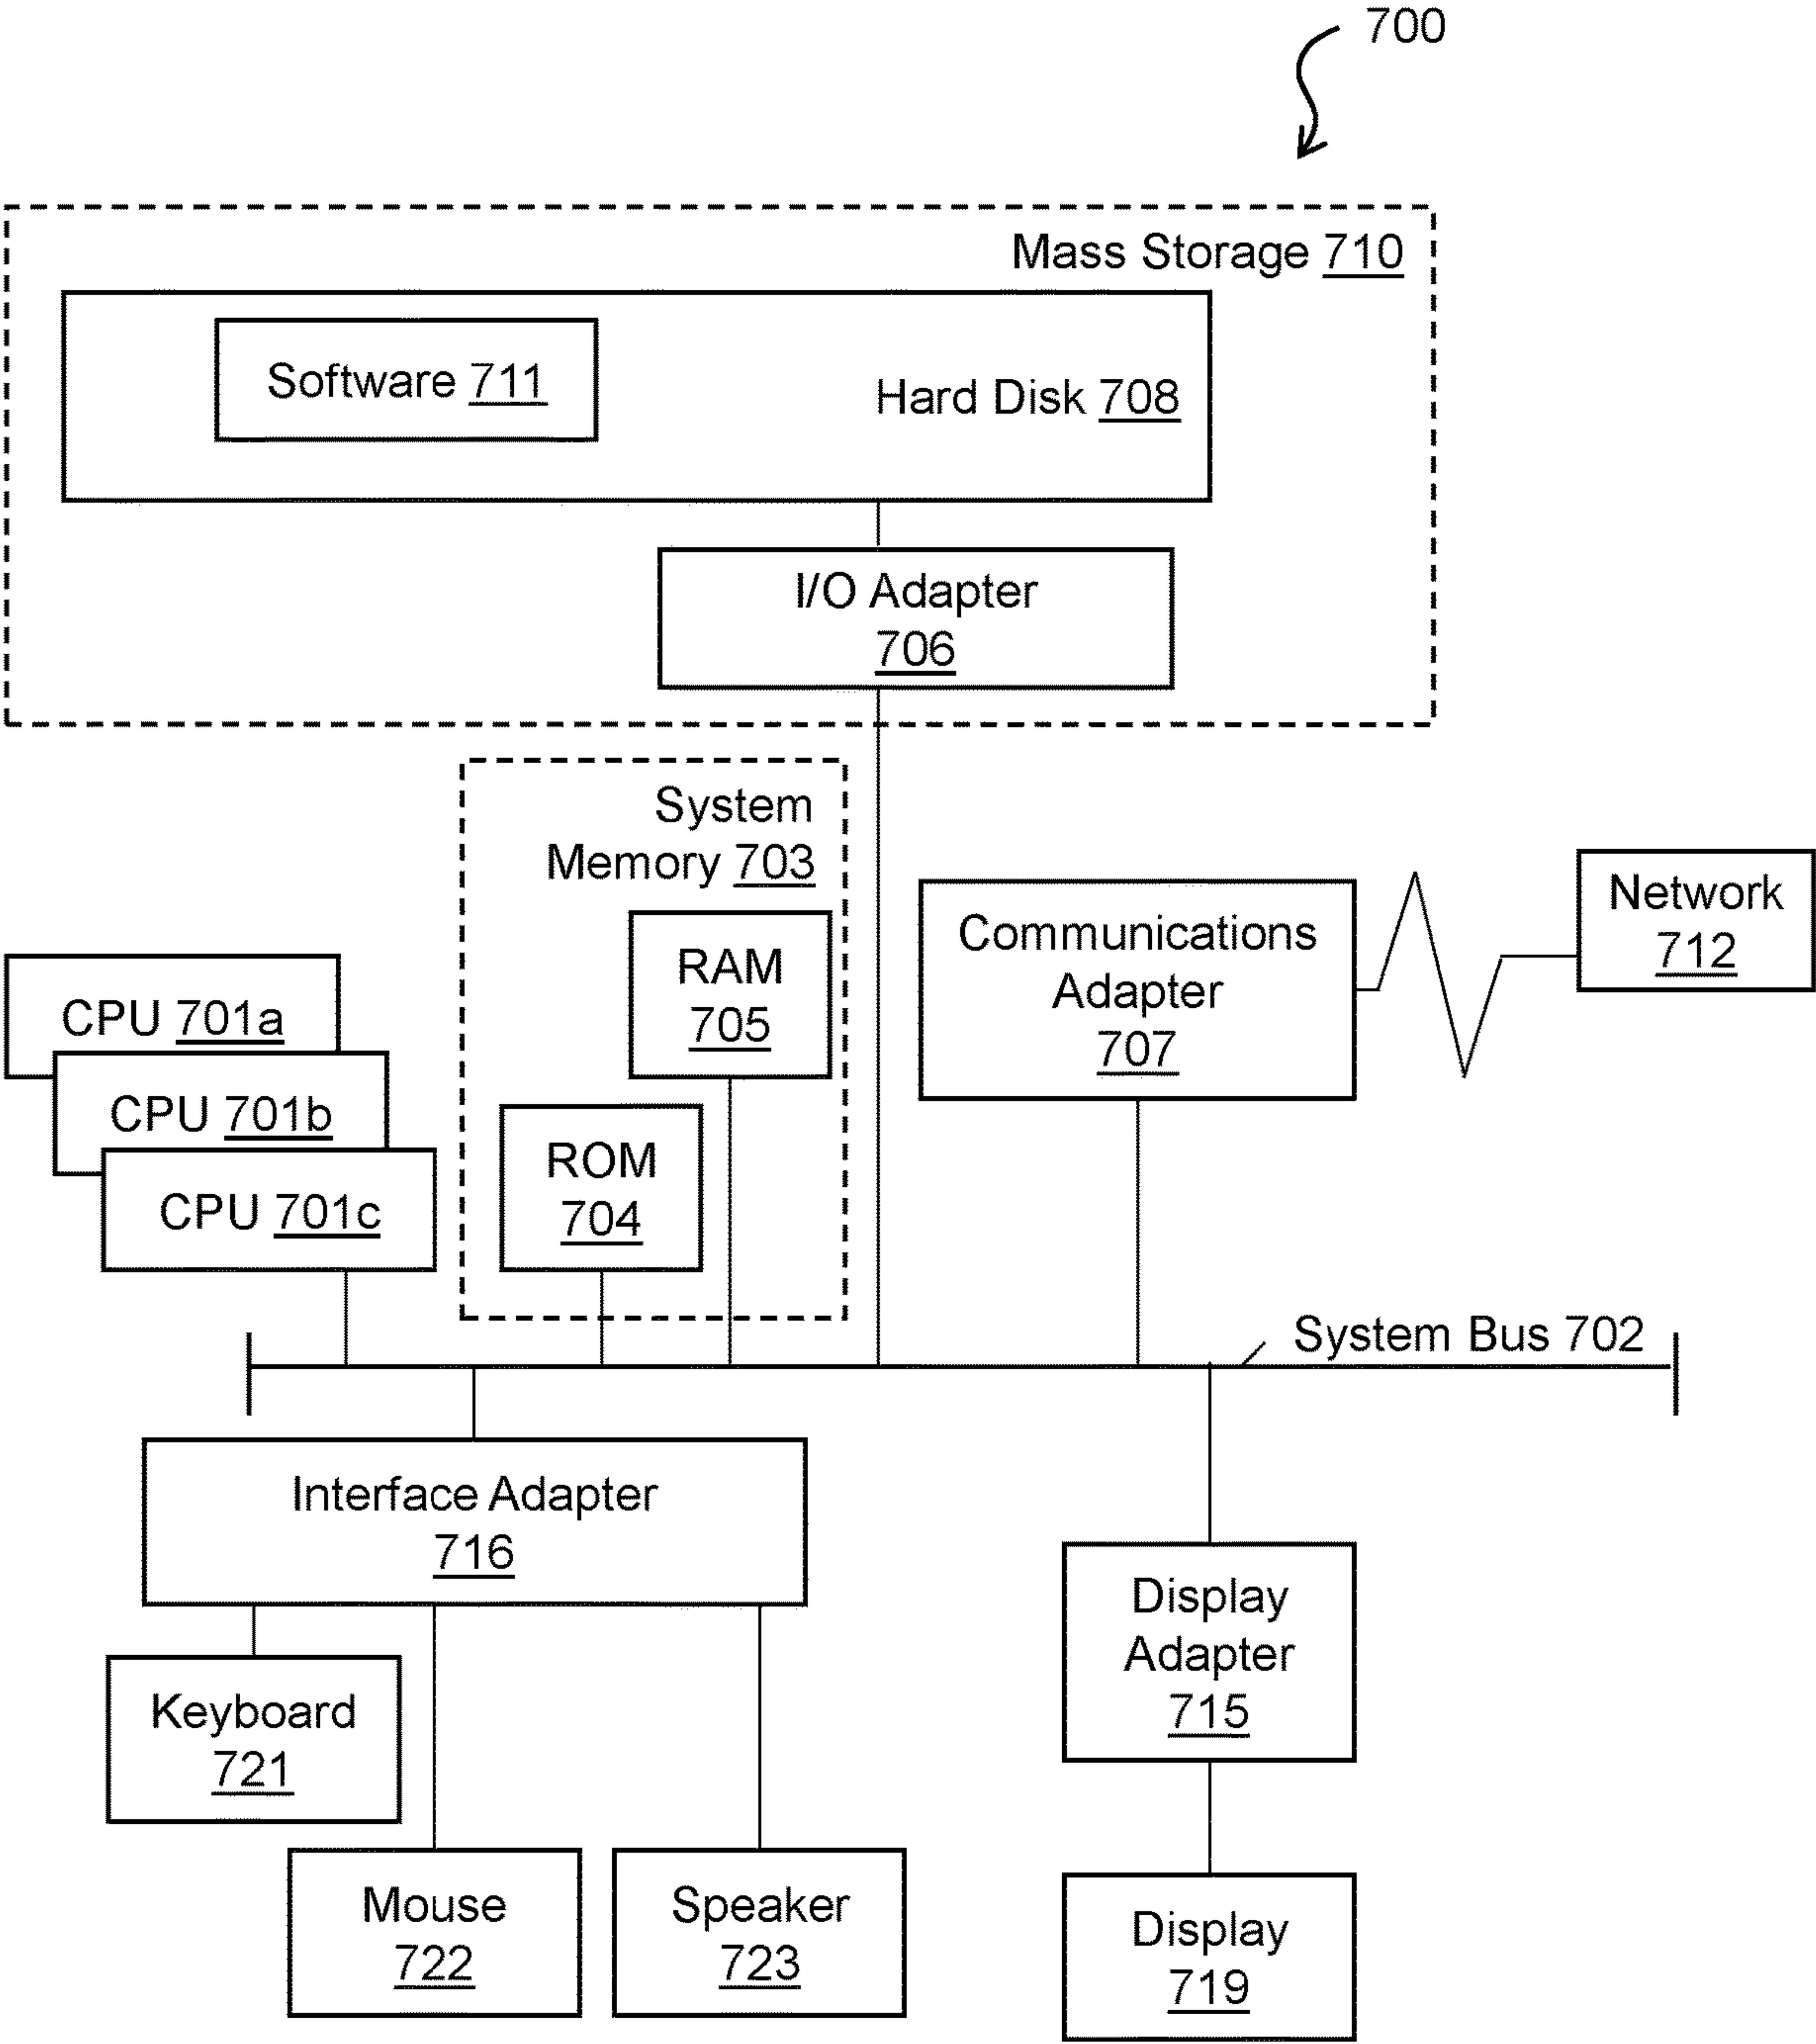 700
Mass Storage 710
Software 711
Hard Disk 708
I/O Adapter
706
System
Memory 703
RAM
705
ROM
704
Communications
Adapter
707
Network
712
CPU 701a
CPU 701b
CPU 701c
System Bus 702
Interface Adapter
716
Display
Adapter
715
Keyboard
721
Mouse
722
Speaker
723
Display
719